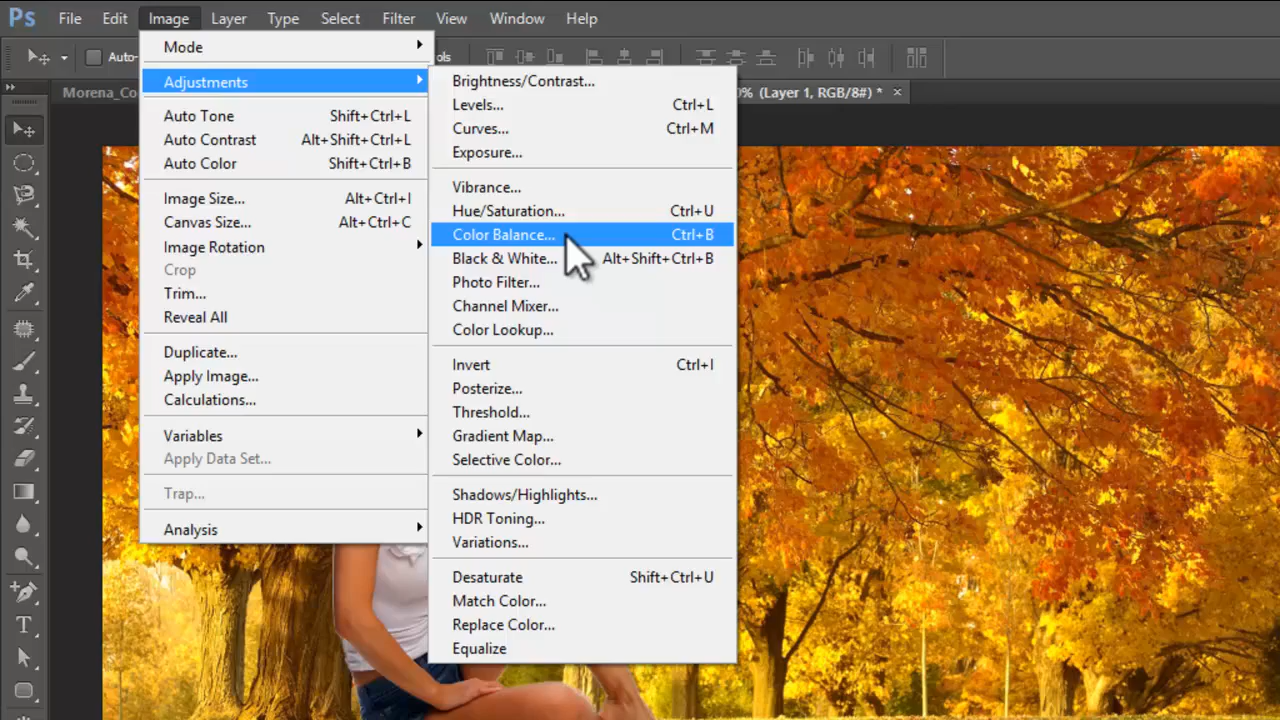 Ps File Edit Image Layer Type Select Filter View Window Help
Auto-
Morena_Co
0% (Layer 1, RGB/8#) * ×
Mode
Adjustments
Auto Tone Shift+Ctrl+L
Auto Contrast Alt+Shift+Ctrl+L
Auto Color Shift+Ctrl+B
Image Size... Alt+Ctrl+I
Canvas Size... Alt+Ctrl+C
Image Rotation
Crop
Trim...
Reveal All
Duplicate...
Apply Image...
Calculations...
Variables
Apply Data Set...
Trap...
Analysis
Brightness/Contrast...
Levels... Ctrl+L
Curves... Ctrl+M
Exposure...
Vibrance...
Hue/Saturation... Ctrl+U
Color Balance... Ctrl+B
Black & White... Alt+Shift+Ctrl+B
Photo Filter...
Channel Mixer...
Color Lookup...
Invert Ctrl+I
Posterize...
Threshold...
Gradient Map...
Selective Color...
Shadows/Highlights...
HDR Toning...
Variations...
Desaturate Shift+Ctrl+U
Match Color...
Replace Color...
Equalize